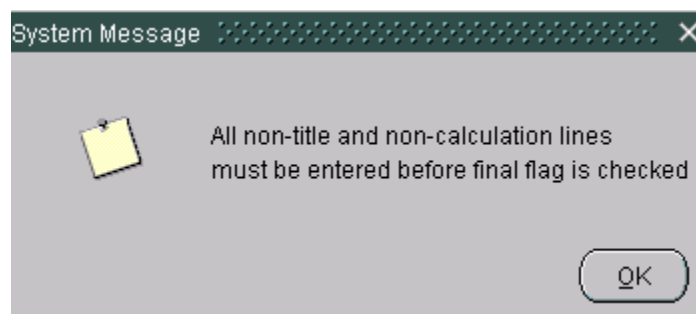 System Message
All non-title and non-calculation lines
must be entered before final flag is checked
OK